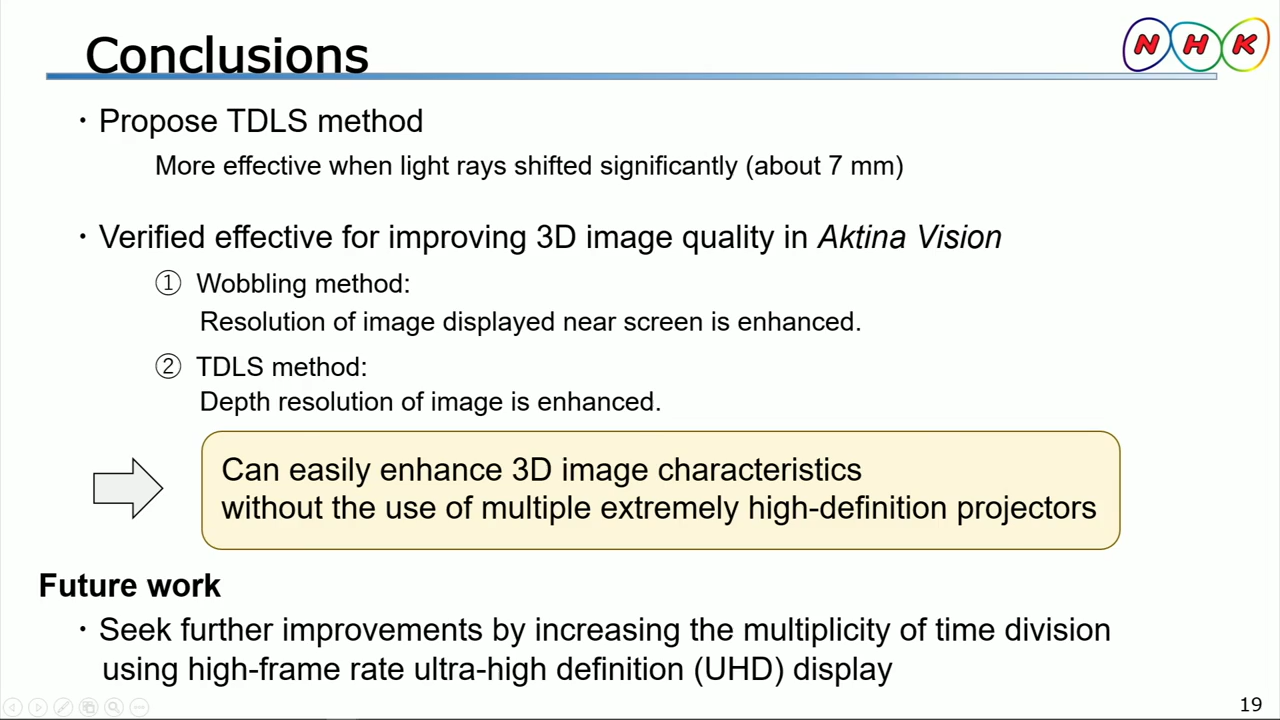 Conclusions
NHK
・Propose TDLS method
More effective when light rays shifted significantly (about 7 mm)
・Verified effective for improving 3D image quality in Aktina Vision
① Wobbling method:
Resolution of image displayed near screen is enhanced.
② TDLS method:
Depth resolution of image is enhanced.
Can easily enhance 3D image characteristics
without the use of multiple extremely high-definition projectors
Future work
・Seek further improvements by increasing the multiplicity of time division
using high-frame rate ultra-high definition (UHD) display
19